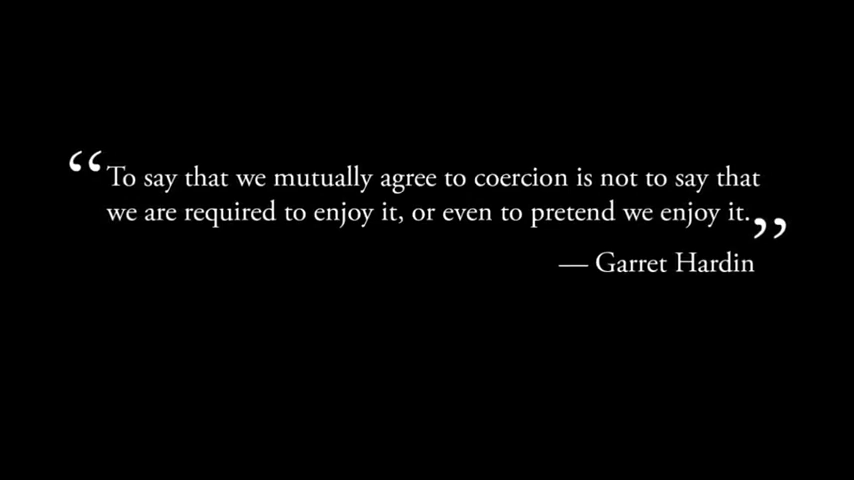 “To say that we mutually agree to coercion is not to say that
we are required to enjoy it, or even to pretend we enjoy it.”
— Garret Hardin